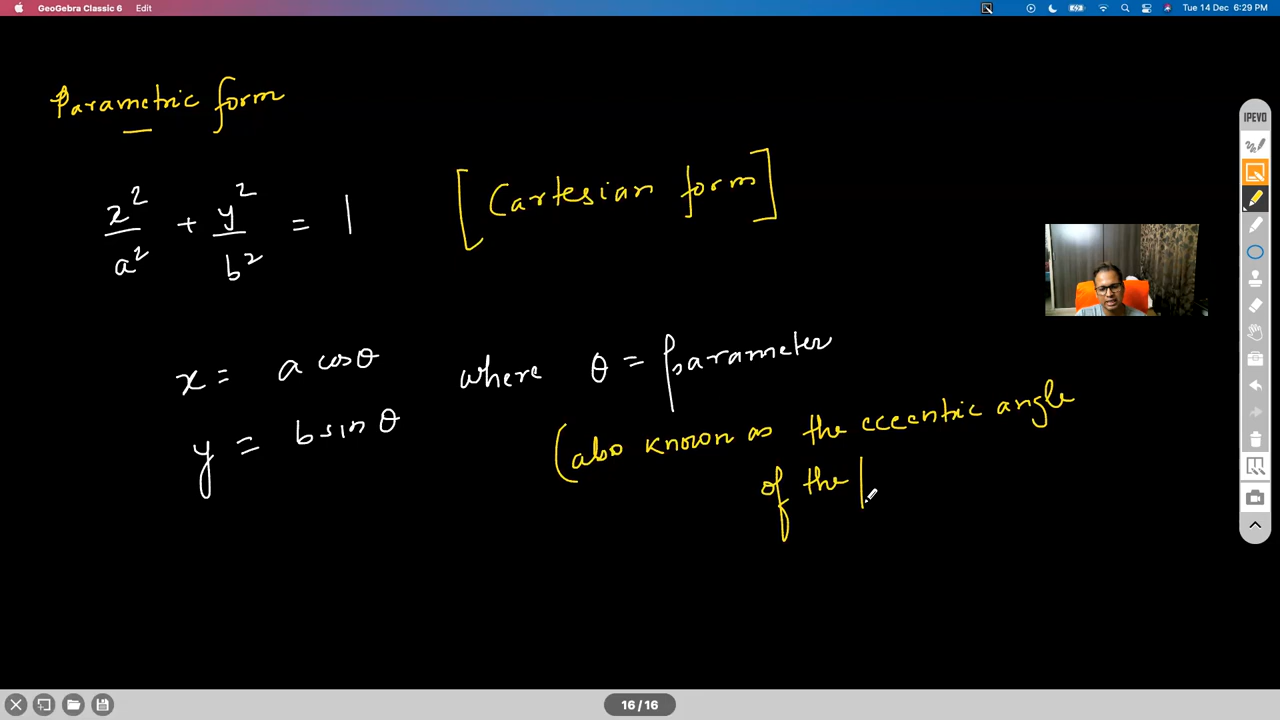 GeoGebra Classic 6 Edit Tue 14 Dec 6:29 PM
Parametric form
x²/a² + y²/b² = 1 [Cartesian form]
x = a cosθ where θ = parameter
y = b sin θ (also known as the eccentric angle
of the
IPEVO
16 / 16